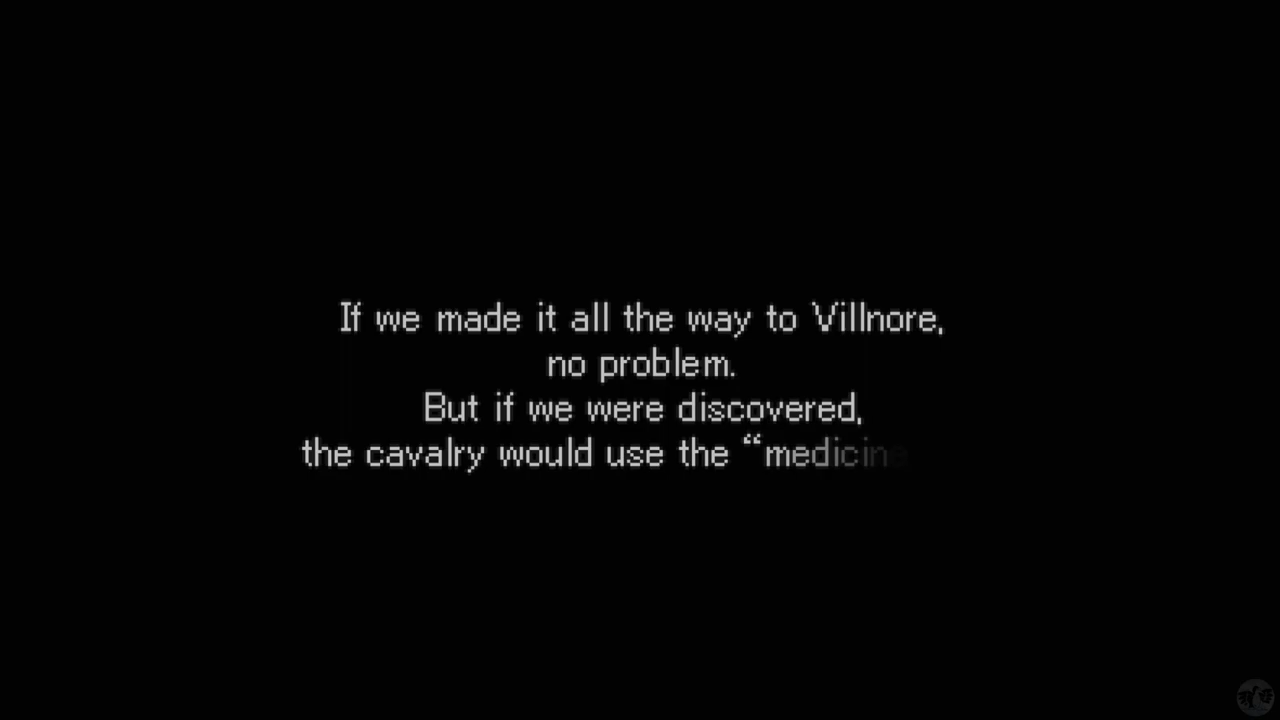 If we made it all the way to Villnore,
no problem.
But if we were discovered,
the cavalry would use the “medicine